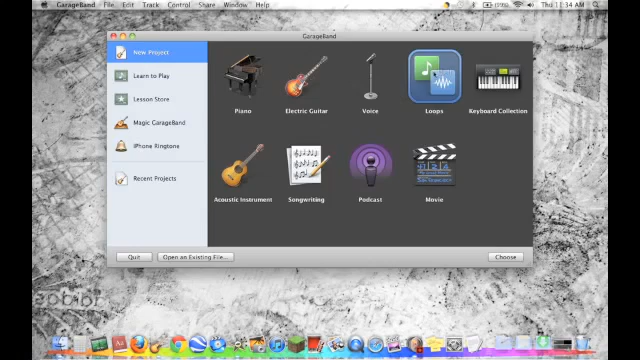 GarageBand File Edit Track Control Share Window Help Thu 11:34 AM
GarageBand
New Project
Learn to Play
Lesson Store
Magic GarageBand
iPhone Ringtone
Recent Projects
Piano
Electric Guitar
Voice
Loops
Keyboard Collection
Acoustic Instrument
Songwriting
Podcast
Movie
Quit
Open an Existing File...
Choose